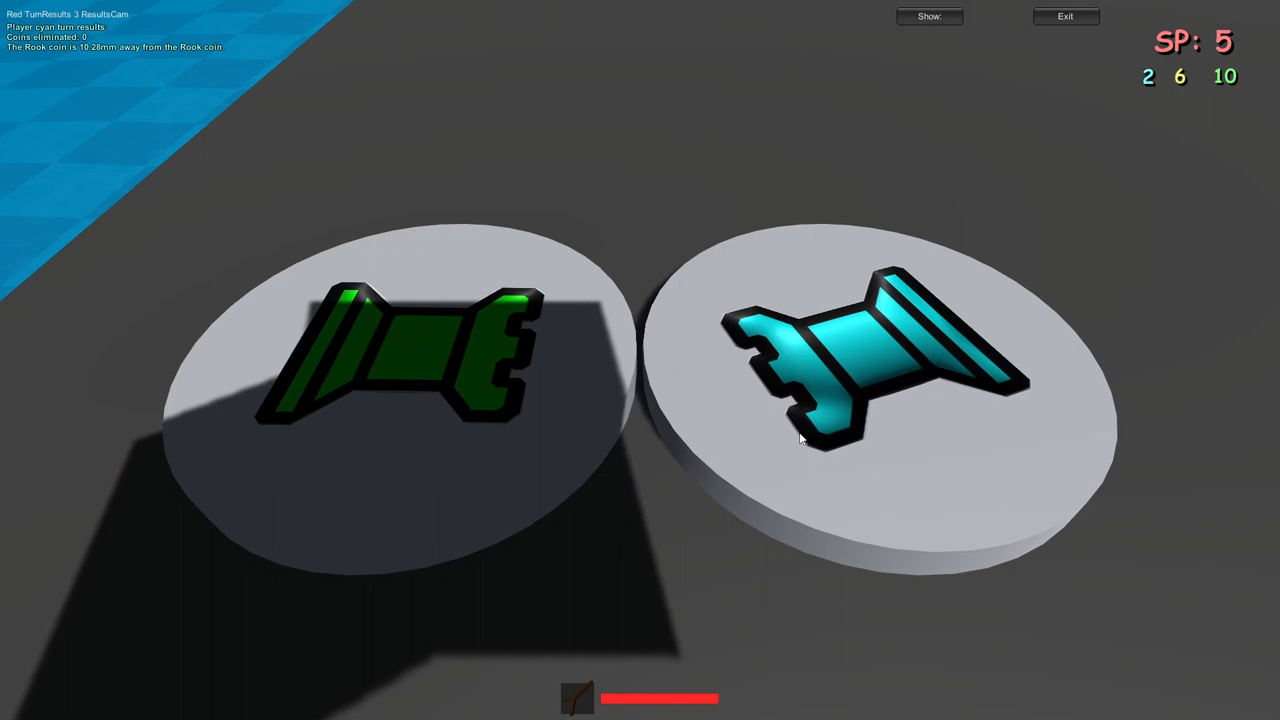 Red TurnResults 3 ResultsCam
Player cyan turn results:
Coins eliminated: 0
The Rook coin is 10.28mm away from the Rook coin.
Show:
Exit
SP: 5
2 6 10